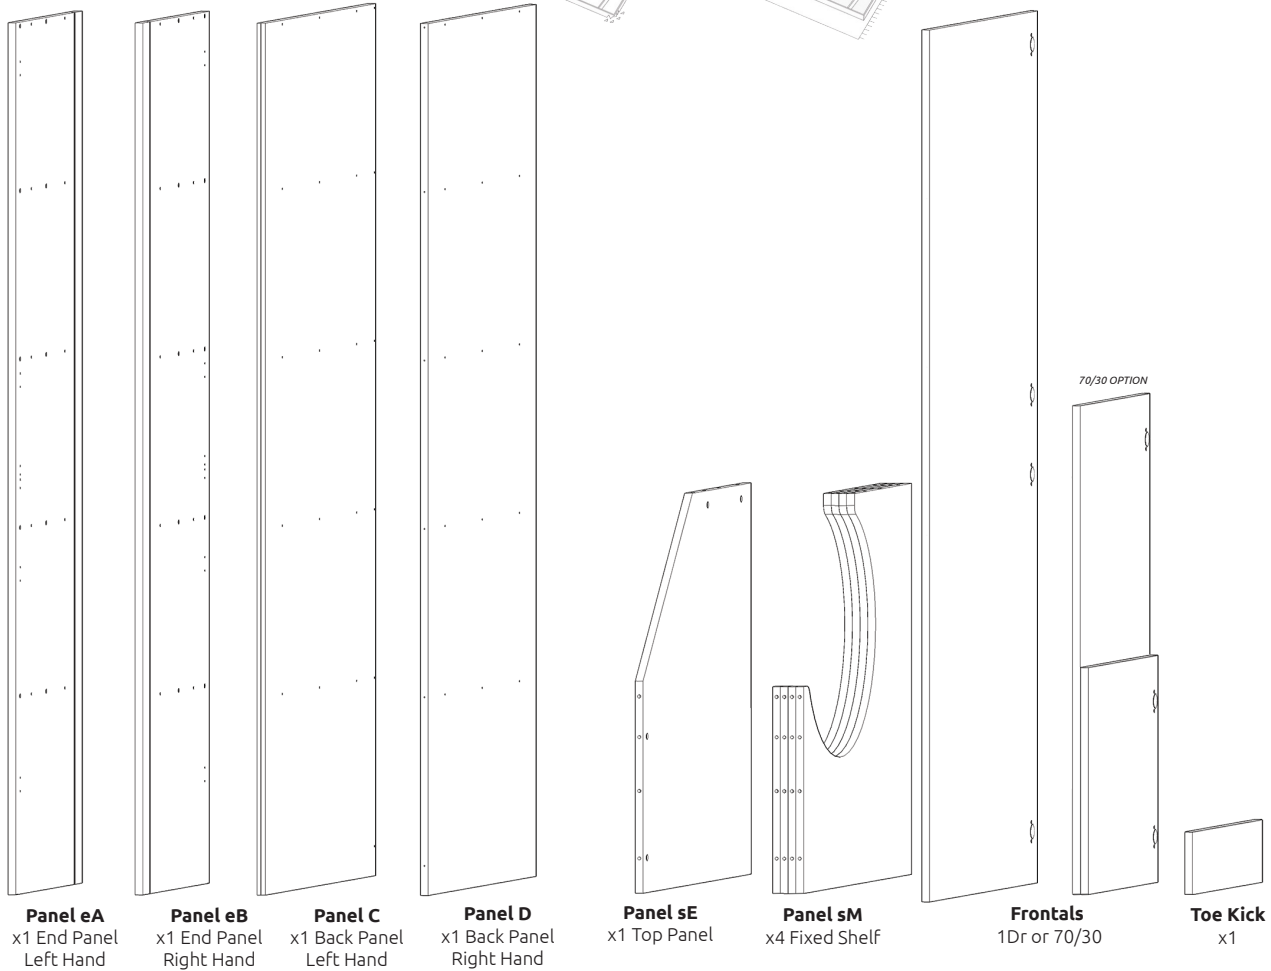 70/30 OPTION
Panel eA
x1 End Panel
Left Hand
Panel eB
x1 End Panel
Right Hand
Panel C
x1 Back Panel
Left Hand
Panel D
x1 Back Panel
Right Hand
Panel sE
x1 Top Panel
Panel sM
x4 Fixed Shelf
Frontals
1Dr or 70/30
Toe Kick
x1